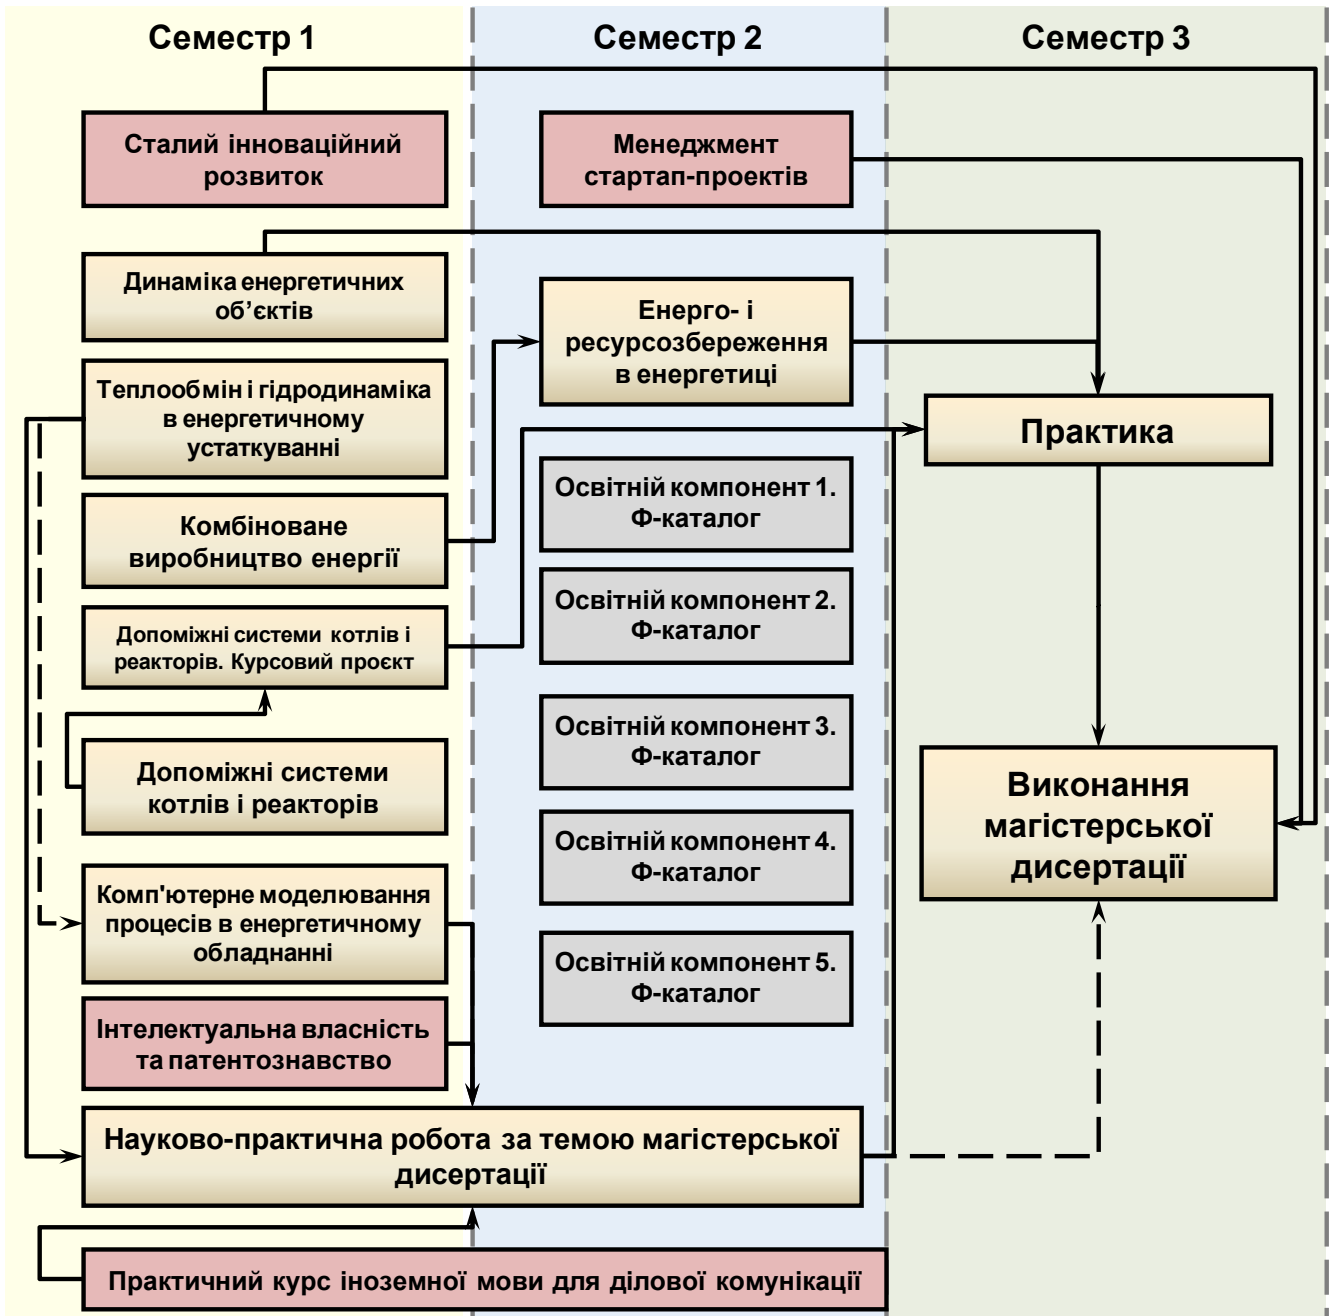 Семестр 1
Семестр 2
Семестр 3
Сталий інноваційний
розвиток
Менеджмент
стартап-проектів
Динаміка енергетичних
об’єктів
Енерго- і
ресурсозбереження
в енергетиці
Теплообмін і гідродинаміка
в енергетичному
устаткуванні
Практика
Комбіноване
виробництво енергії
Освітній компонент 1.
Ф-каталог
Освітній компонент 2.
Ф-каталог
Допоміжні системи котлів і
реакторів. Курсовий проєкт
Освітній компонент 3.
Ф-каталог
Допоміжні системи
котлів і реакторів
Виконання
магістерської
дисертації
Освітній компонент 4.
Ф-каталог
Комп'ютерне моделювання
процесів в енергетичному
обладнанні
Освітній компонент 5.
Ф-каталог
Інтелектуальна власність
та патентознавство
Науково-практична робота за темою магістерської
дисертації
Практичний курс іноземної мови для ділової комунікації